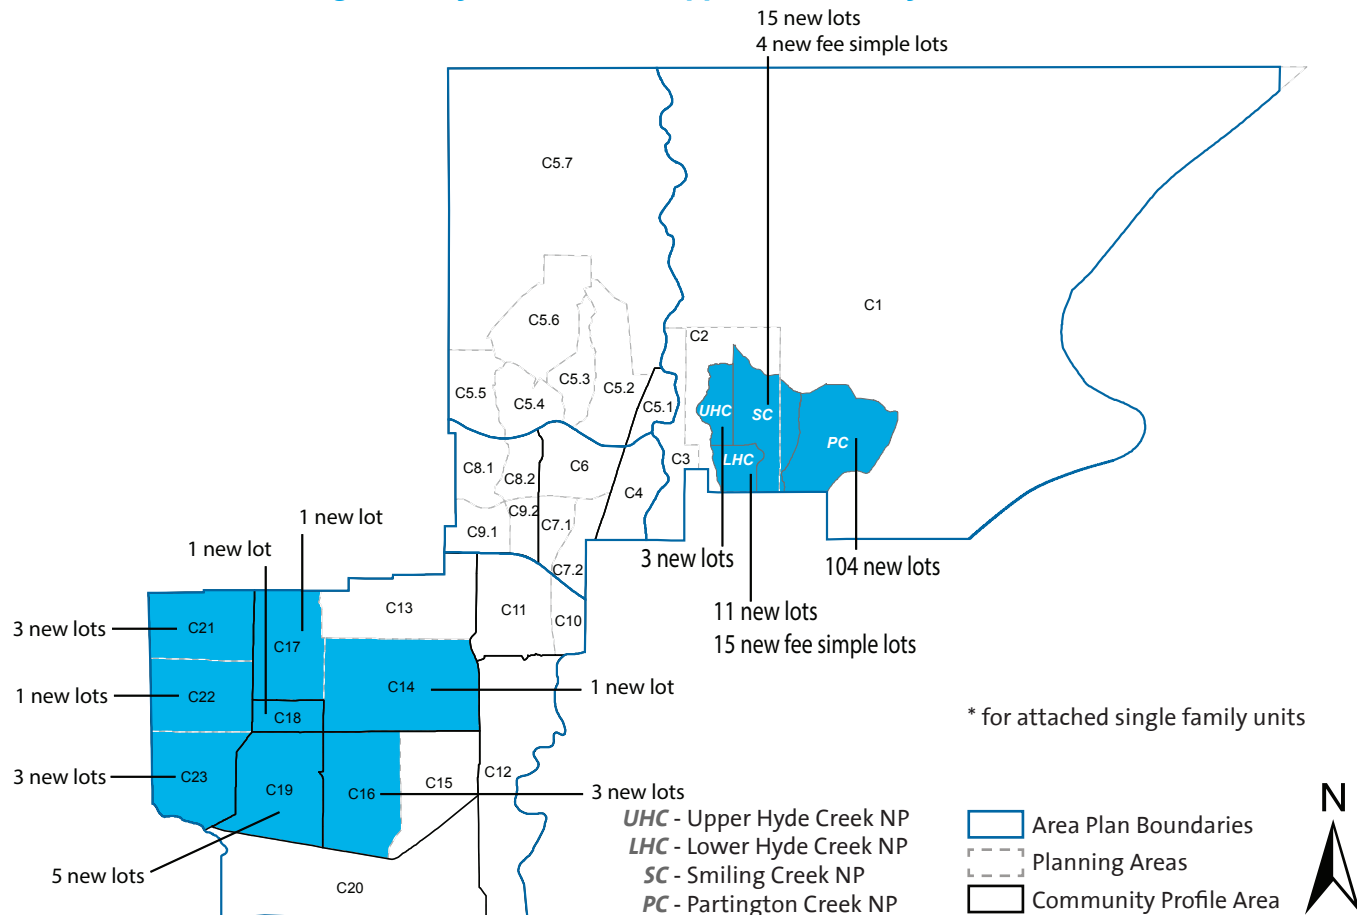 15 new lots
4 new fee simple lots
C5.7
C1
C5.6
C2
C5.3
C5.2
C5.5
C5.4
C5.1
UHC
SC
PC
LHC
C3
C8.1
C8.2
C6
C4
C9.2
C9.1
C7.1
C7.2
3 new lots
104 new lots
1 new lot
1 new lot
11 new lots
15 new fee simple lots
C13
C11
C10
3 new lots
C21
C17
1 new lots
C22
C14
1 new lot
C18
* for attached single family units
3 new lots
C23
C19
C16
C15
C12
3 new lots
5 new lots
C20
UHC - Upper Hyde Creek NP
LHC - Lower Hyde Creek NP
SC - Smiling Creek NP
PC - Partington Creek NP
Area Plan Boundaries
Planning Areas
Community Profile Area
N